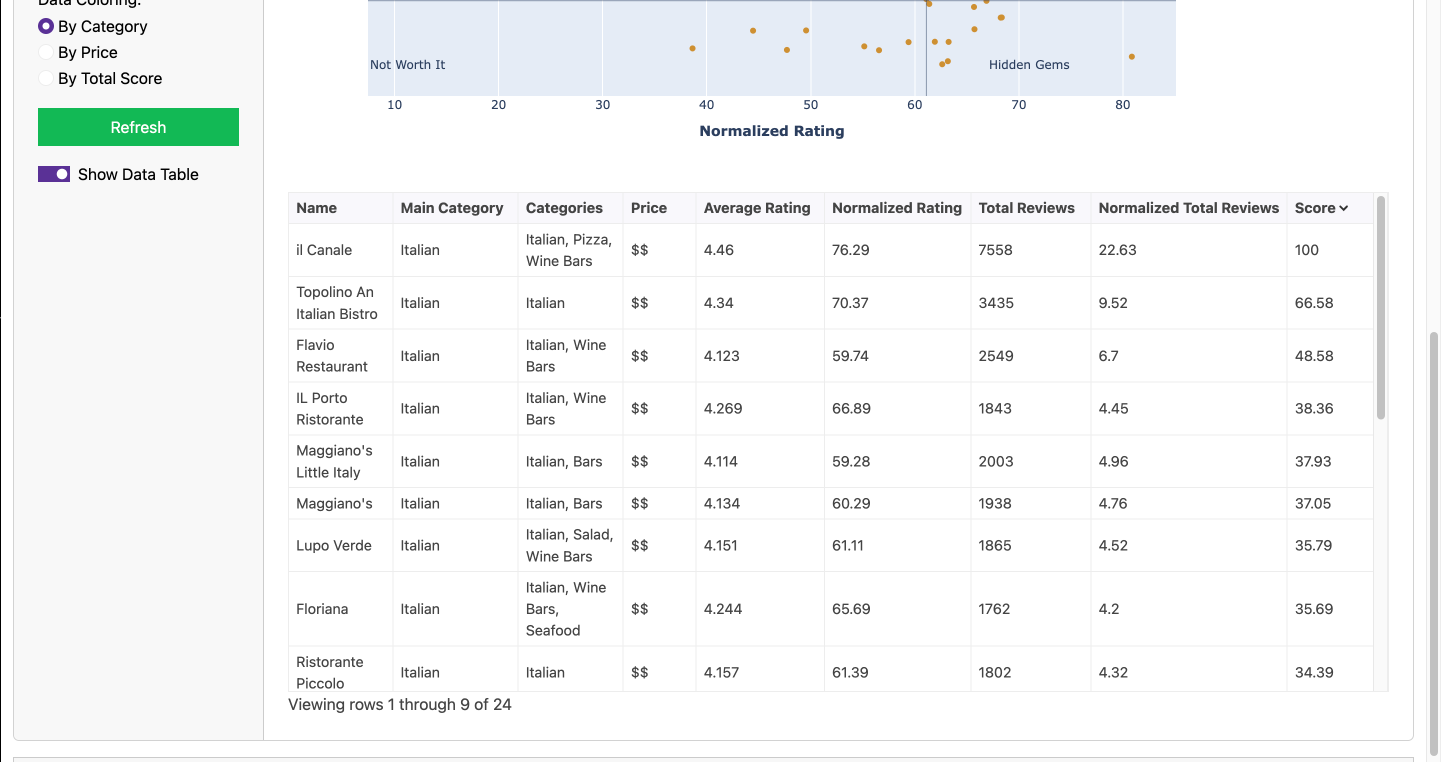 Data Coloring:
By Category
By Price
By Total Score
Refresh
Show Data Table
Not Worth It
Hidden Gems
10 20 30 40 50 60 70 80
Normalized Rating
Name Main Category Categories Price Average Rating Normalized Rating Total Reviews Normalized Total Reviews Score
il Canale Italian Italian, Pizza, Wine Bars $$ 4.46 76.29 7558 22.63 100
Topolino An Italian Bistro Italian Italian $$ 4.34 70.37 3435 9.52 66.58
Flavio Restaurant Italian Italian, Wine Bars $$ 4.123 59.74 2549 6.7 48.58
IL Porto Ristorante Italian Italian, Wine Bars $$ 4.269 66.89 1843 4.45 38.36
Maggiano's Little Italy Italian Italian, Bars $$ 4.114 59.28 2003 4.96 37.93
Maggiano's Italian Italian, Bars $$ 4.134 60.29 1938 4.76 37.05
Lupo Verde Italian Italian, Salad, Wine Bars $$ 4.151 61.11 1865 4.52 35.79
Floriana Italian Italian, Wine Bars, Seafood $$ 4.244 65.69 1762 4.2 35.69
Ristorante Piccolo Italian Italian $$ 4.157 61.39 1802 4.32 34.39
Viewing rows 1 through 9 of 24